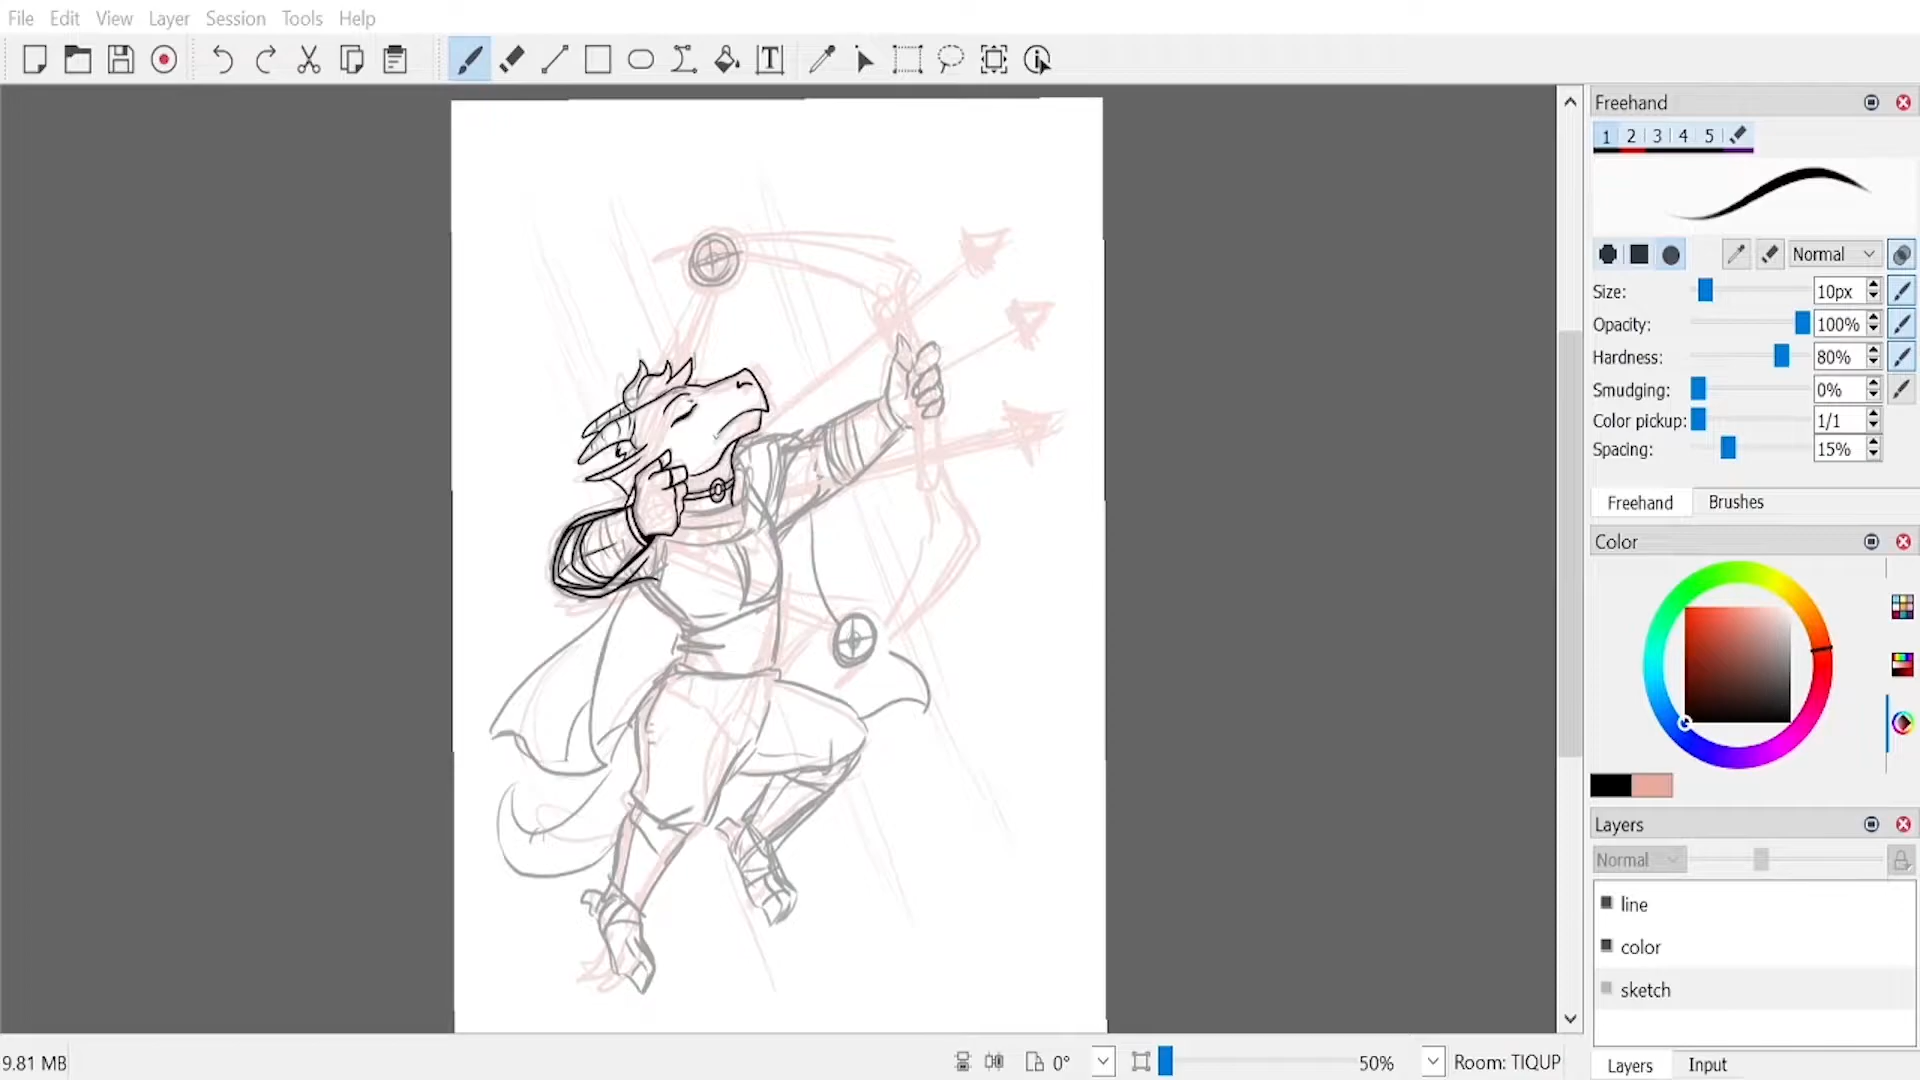 File Edit View Layer Session Tools Help
T
Freehand
1 2 3 4 5
Normal
Size: 10px
Opacity: 100%
Hardness: 80%
Smudging: 0%
Color pickup: 1/1
Spacing: 15%
Freehand Brushes
Color
Layers
Normal
line
color
sketch
9.81 MB 0° 50% Room: TIQUP
Layers Input